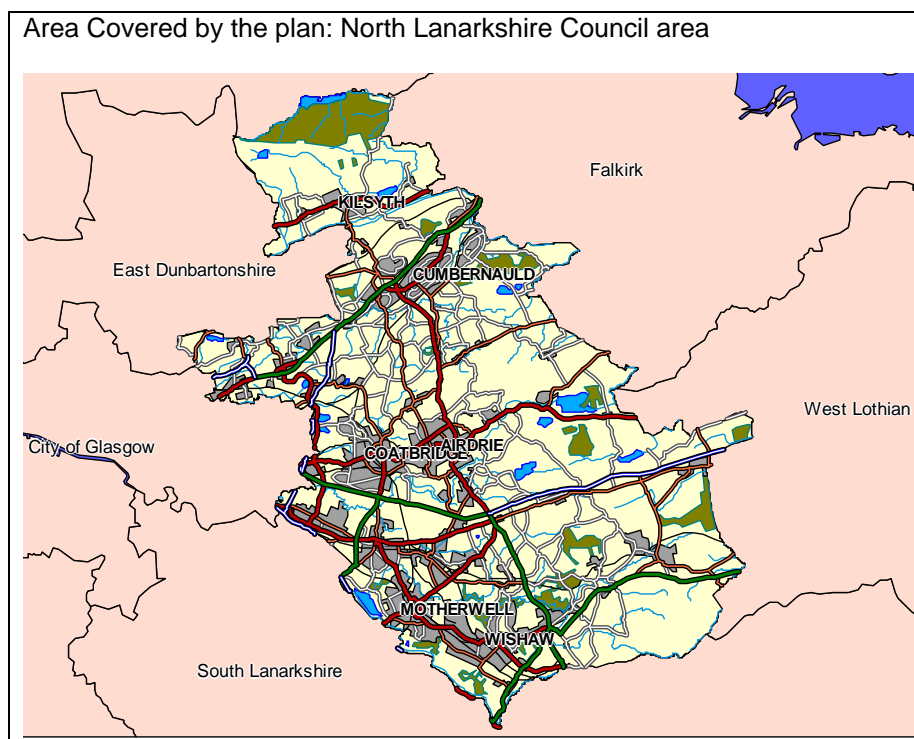 Area Covered by the plan: North Lanarkshire Council area
Falkirk
KILSYTH
East Dunbartonshire
CUMBERNAULD
West Lothian
City of Glasgow
AIRDRIE
COATBRIDGE
MOTHERWELL
WISHAW
South Lanarkshire